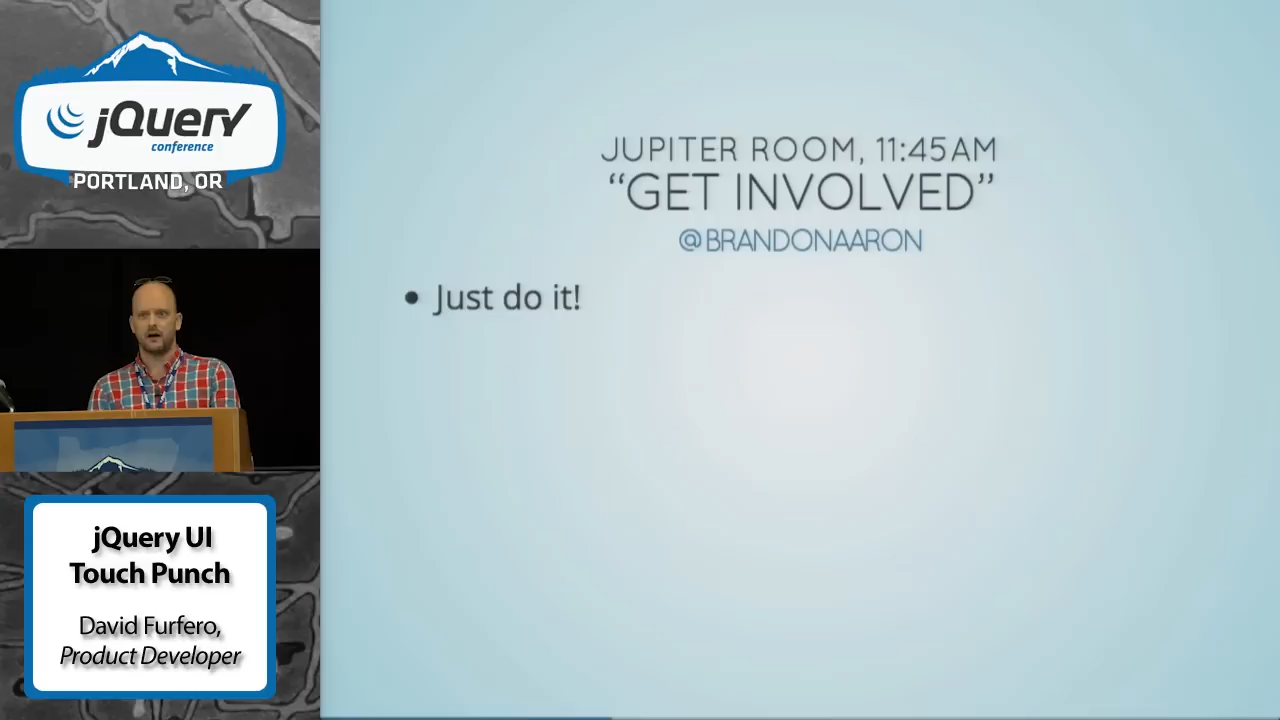 jQuery
conference
PORTLAND, OR
jQuery UI
Touch Punch
David Furfero,
Product Developer
JUPITER ROOM, 11:45AM
“GET INVOLVED”
@BRANDONAARON
• Just do it!